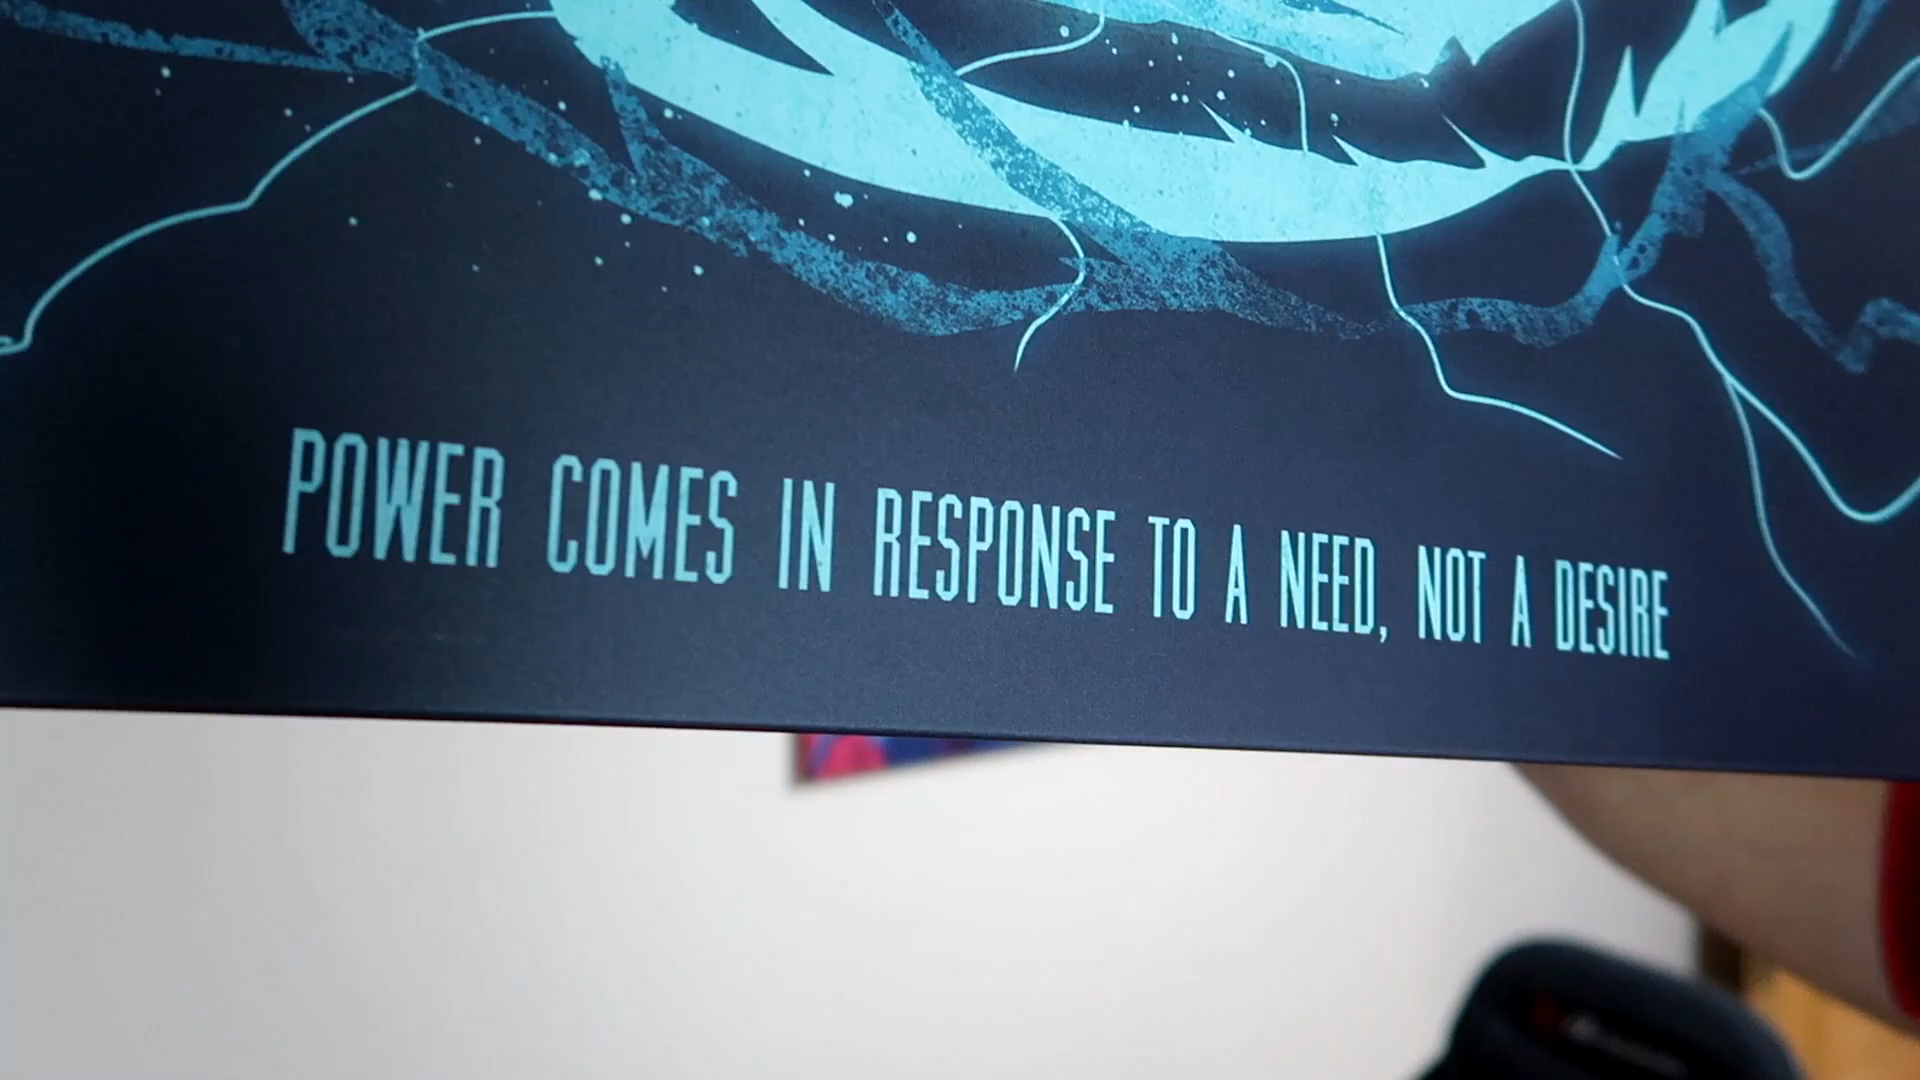 POWER COMES IN RESPONSE TO A NEED, NOT A DESIRE